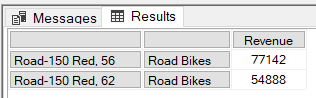 Messages Results
Revenue
Road-150 Red, 56 Road Bikes 77142
Road-150 Red, 62 Road Bikes 54888